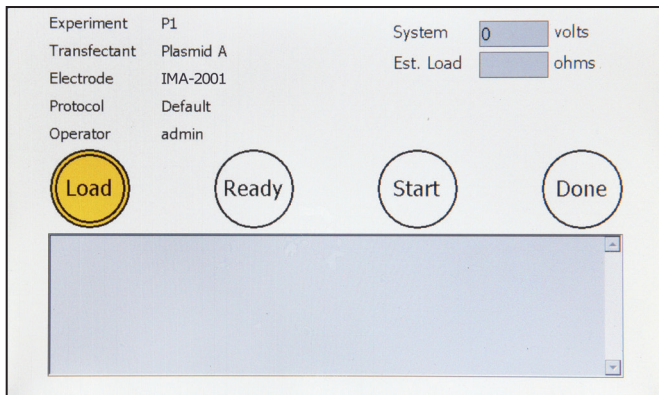 Experiment P1
Transfectant Plasmid A
Electrode IMA-2001
Protocol Default
Operator admin
System 0 volts
Est. Load ohms
Load Ready Start Done